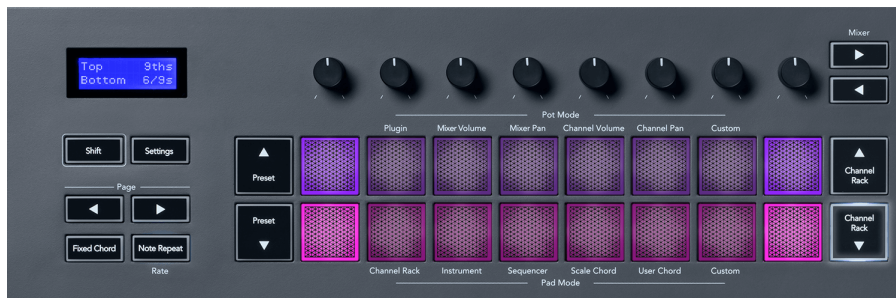 Mixer
Top 9ths
Bottom 6/9s
Pot Mode
Plugin Mixer Volume Mixer Pan Channel Volume Channel Pan Custom
Shift Settings
Preset
Channel
Rack
Page
Preset
Channel
Rack
Fixed Chord Note Repeat
Rate
Channel Rack Instrument Sequencer Scale Chord User Chord Custom
Pad Mode